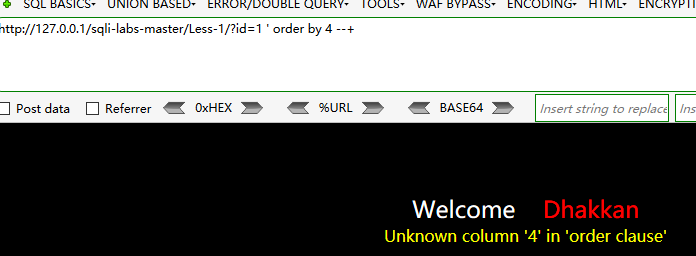 SQL BASICS▾ UNION BASED▾ ERROR/DOUBLE QUERY▾ TOOLS▾ WAF BYPASS▾ ENCODING▾ HTML▾ ENCRYPTI
http://127.0.0.1/sqli-labs-master/Less-1/?id=1 ' order by 4 --+
Post data Referrer 0xHEX %URL BASE64 Insert string to replace Ins
Welcome Dhakkan
Unknown column '4' in 'order clause'